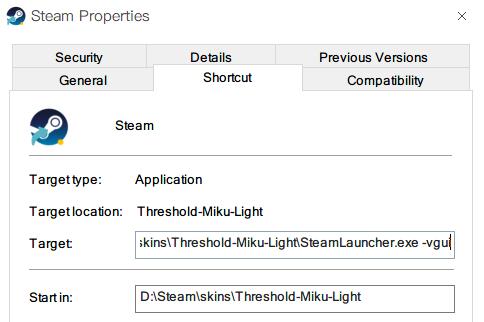 Steam Properties
Security Details Previous Versions
General Shortcut Compatibility
Steam
Target type: Application
Target location: Threshold-Miku-Light
Target: kins\Threshold-Miku-Light\SteamLauncher.exe -vgui
Start in: D:\Steam\skins\Threshold-Miku-Light